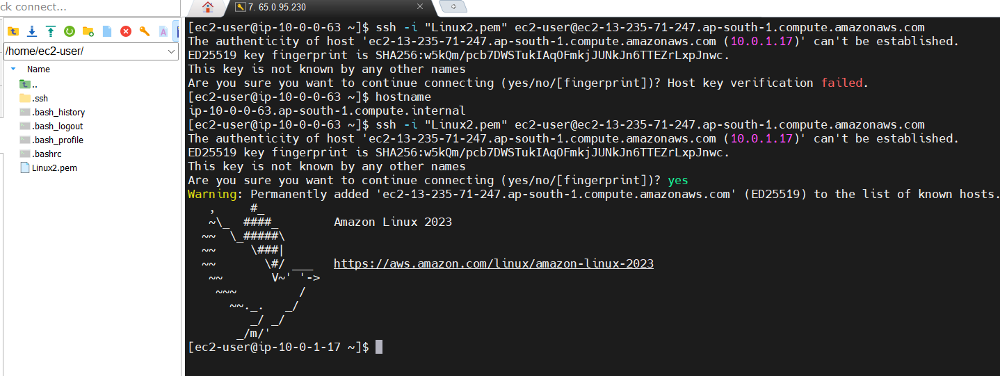 ck connect...
7. 65.0.95.230
/home/ec2-user/
Name
..
.ssh
.bash_history
.bash_logout
.bash_profile
.bashrc
Linux2.pem
[ec2-user@ip-10-0-0-63 ~]$ ssh -i "Linux2.pem" ec2-user@ec2-13-235-71-247.ap-south-1.compute.amazonaws.com
The authenticity of host 'ec2-13-235-71-247.ap-south-1.compute.amazonaws.com (10.0.1.17)' can't be established.
ED25519 key fingerprint is SHA256:w5kQm/pcb7DWSTukIAqOFmkjJUNkJn6TTEZrLxpJnwc.
This key is not known by any other names
Are you sure you want to continue connecting (yes/no/[fingerprint])? Host key verification failed.
[ec2-user@ip-10-0-0-63 ~]$ hostname
ip-10-0-0-63.ap-south-1.compute.internal
[ec2-user@ip-10-0-0-63 ~]$ ssh -i "Linux2.pem" ec2-user@ec2-13-235-71-247.ap-south-1.compute.amazonaws.com
The authenticity of host 'ec2-13-235-71-247.ap-south-1.compute.amazonaws.com (10.0.1.17)' can't be established.
ED25519 key fingerprint is SHA256:w5kQm/pcb7DWSTukIAqOFmkjJUNkJn6TTEZrLxpJnwc.
This key is not known by any other names
Are you sure you want to continue connecting (yes/no/[fingerprint])? yes
Warning: Permanently added 'ec2-13-235-71-247.ap-south-1.compute.amazonaws.com' (ED25519) to the list of known hosts.
   ,     #_
   ~\_  ####_        Amazon Linux 2023
  ~~  \_#####\
  ~~     \###|
  ~~       \#/ ___   https://aws.amazon.com/linux/amazon-linux-2023
   ~~       V~' '->
    ~~~         /
      ~~._.   _/
         _/ _/
       _/m/'
[ec2-user@ip-10-0-1-17 ~]$